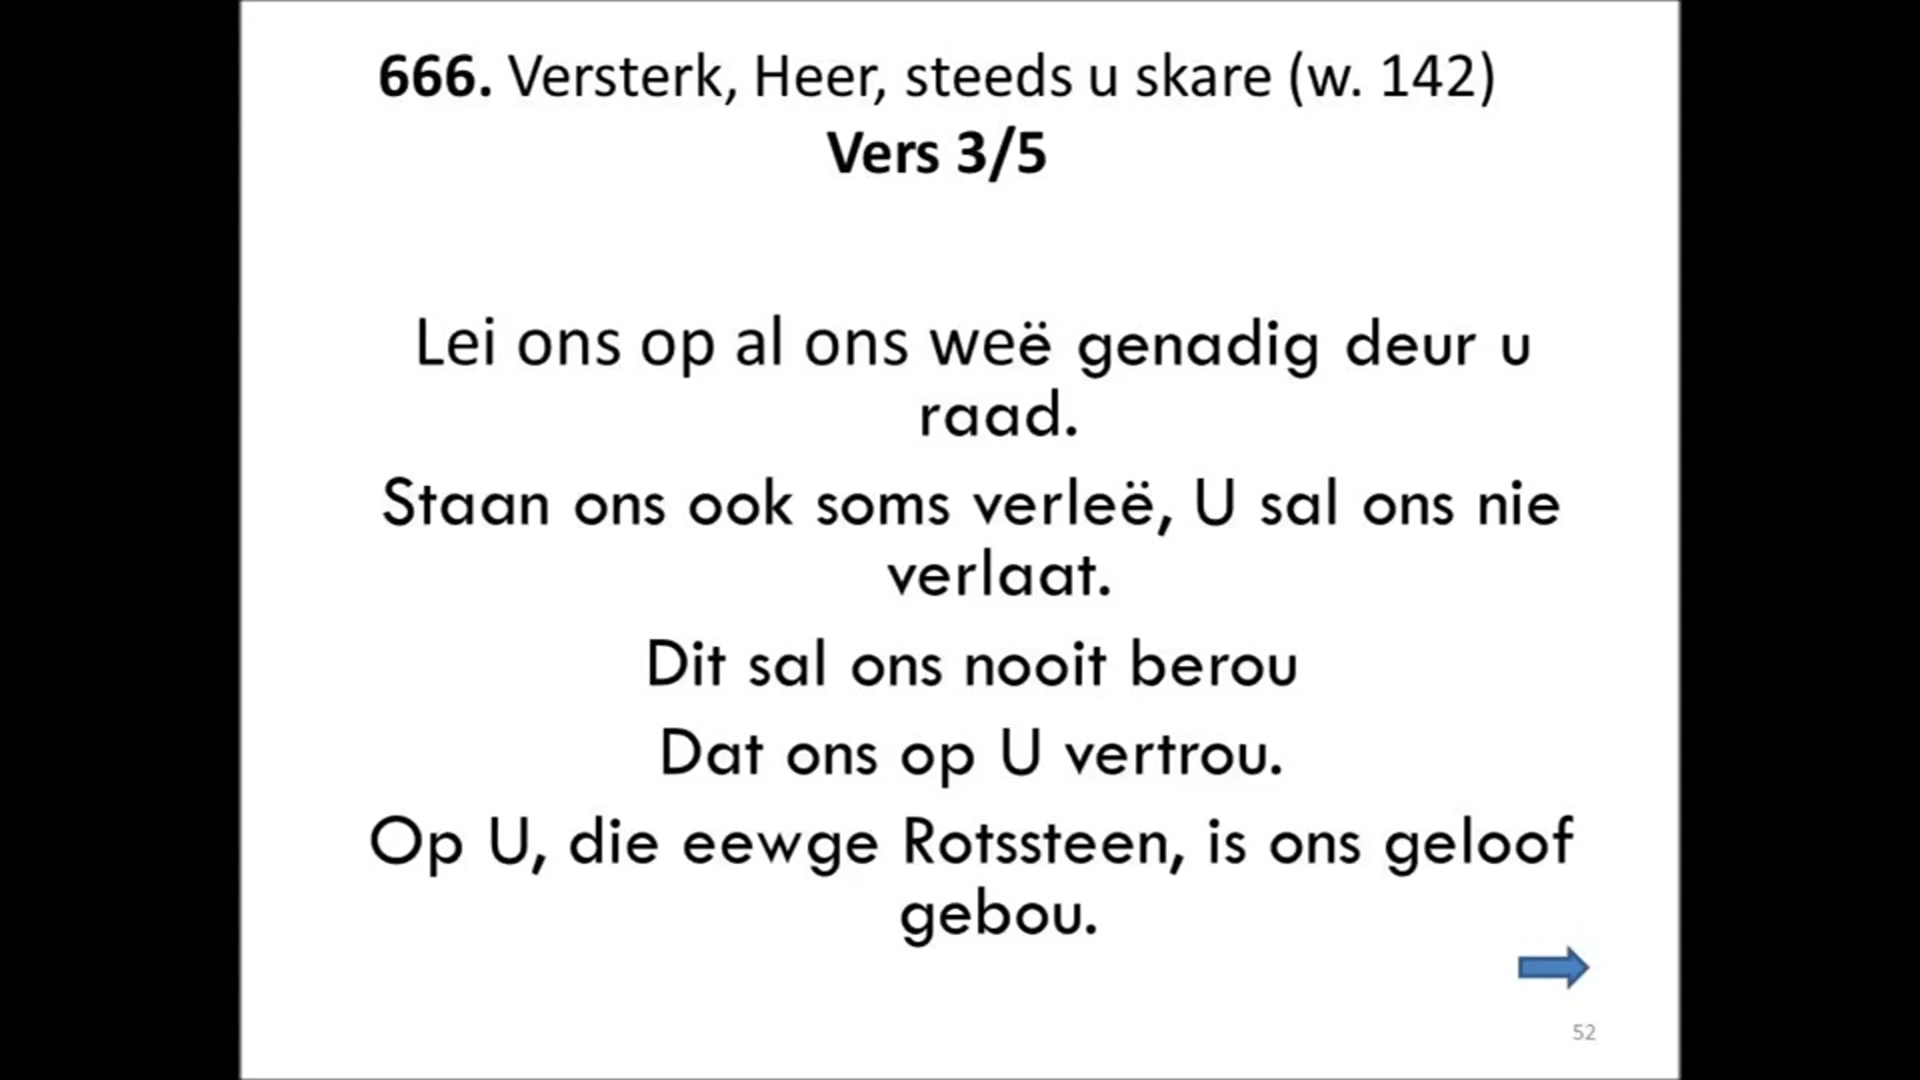 666. Versterk, Heer, steeds u skare (w. 142)
Vers 3/5
Lei ons op al ons weë genadig deur u
raad.
Staan ons ook soms verleë, U sal ons nie
verlaat.
Dit sal ons nooit berou
Dat ons op U vertrou.
Op U, die eewge Rotssteen, is ons geloof
gebou.
52